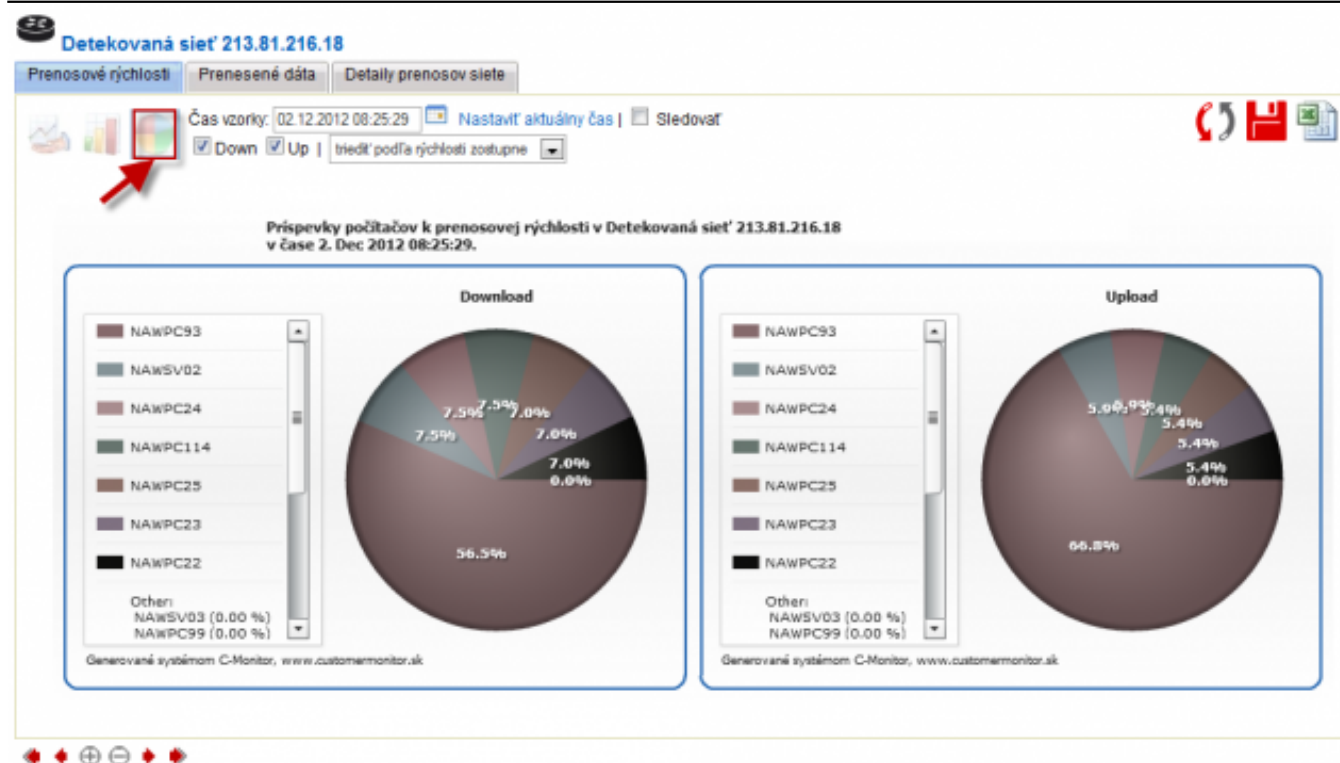 Detekovaná sieť 213.81.216.18
Prenosové rýchlosti Prenesené dáta Detaily prenosov siete
Čas vzorky: 02.12.2012 08:25:29 Nastaviť aktuálny čas | Sledovať
Down Up | triediť podľa rýchlosti zostupne
Príspevky počítačov k prenosovej rýchlosti v Detekovaná sieť 213.81.216.18
v čase 2. Dec 2012 08:25:29.
Download
NAWPC93
NAWSV02
NAWPC24
NAWPC114
NAWPC25
NAWPC23
NAWPC22
Other:
NAWSV03 (0.00 %)
NAWPC99 (0.00 %)
7.5%
7.5%
7.5%
7.0%
7.0%
7.0%
0.0%
56.5%
Generované systémom C-Monitor, www.customermonitor.sk
Upload
NAWPC93
NAWSV02
NAWPC24
NAWPC114
NAWPC25
NAWPC23
NAWPC22
Other:
NAWSV03 (0.00 %)
NAWPC99 (0.00 %)
5.4%
5.4%
5.4%
5.4%
0.0%
66.8%
Generované systémom C-Monitor, www.customermonitor.sk